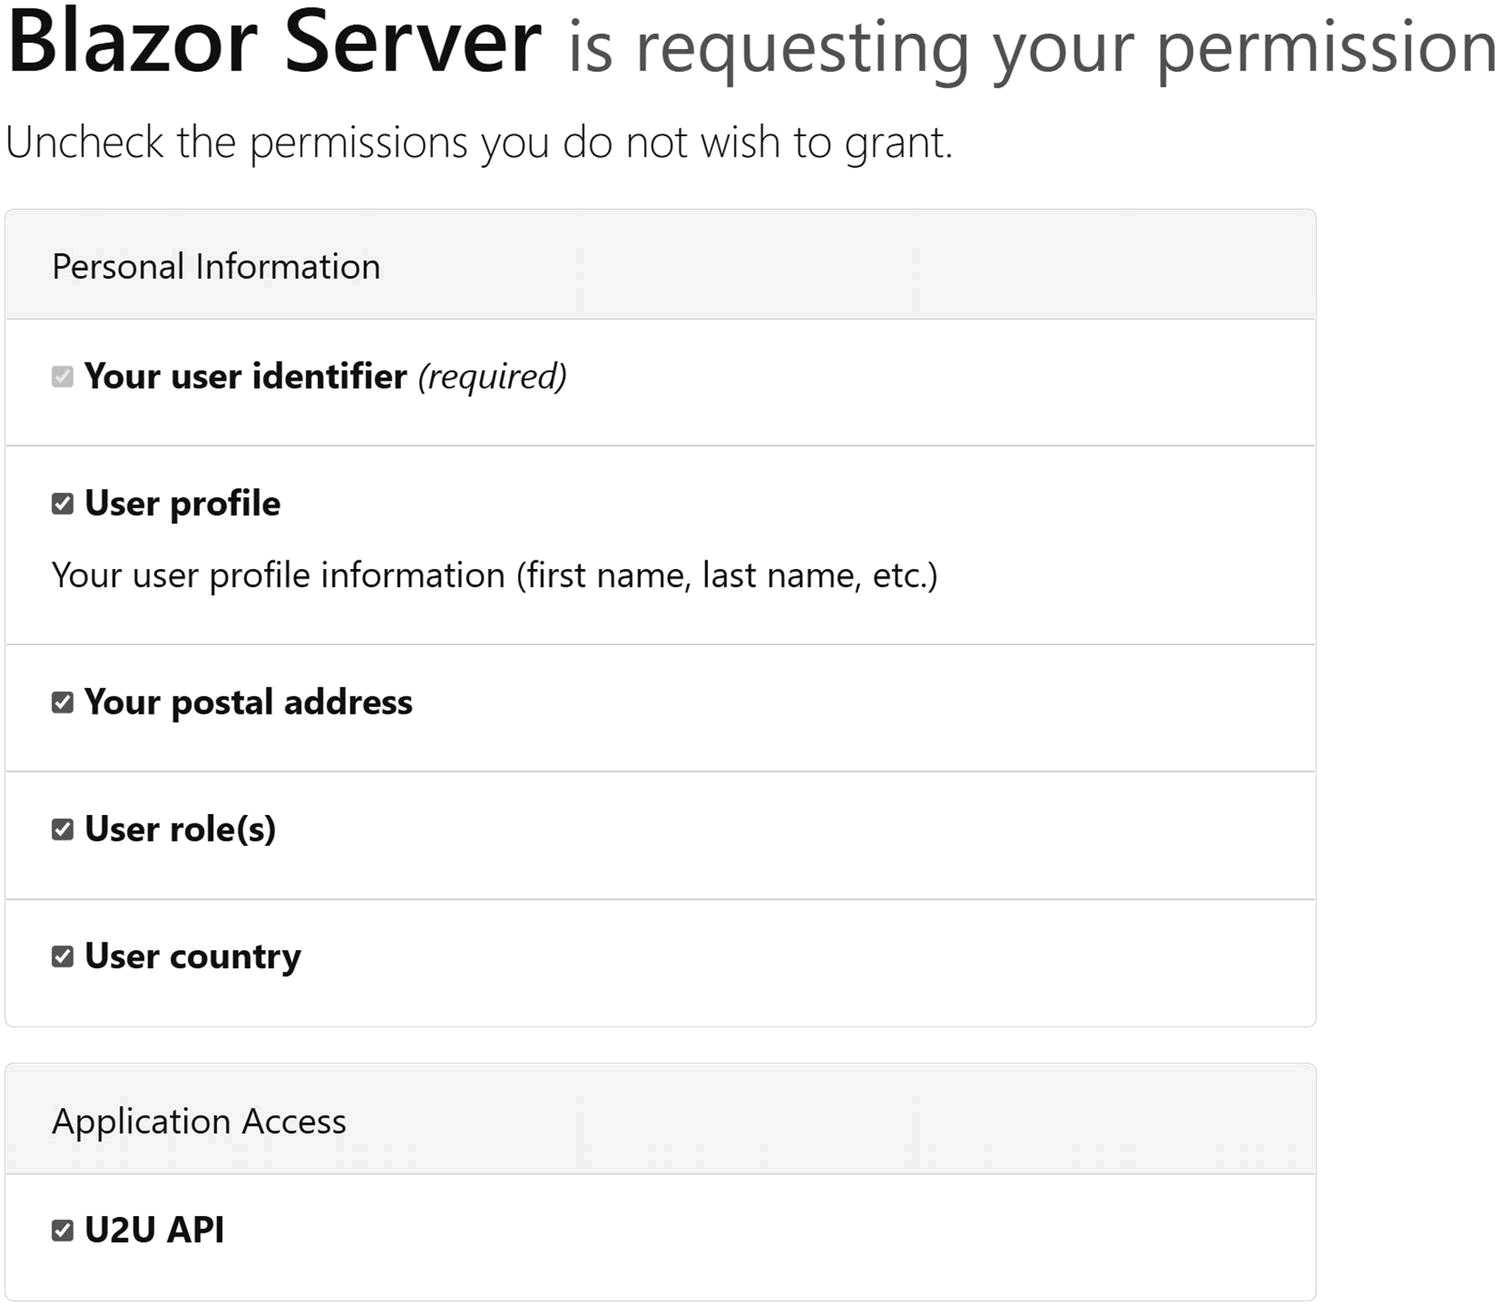 Blazor Server is requesting your permission
Uncheck the permissions you do not wish to grant.
Personal Information
Your user identifier (required)
User profile
Your user profile information (first name, last name, etc.)
Your postal address
User role(s)
User country
Application Access
U2U API